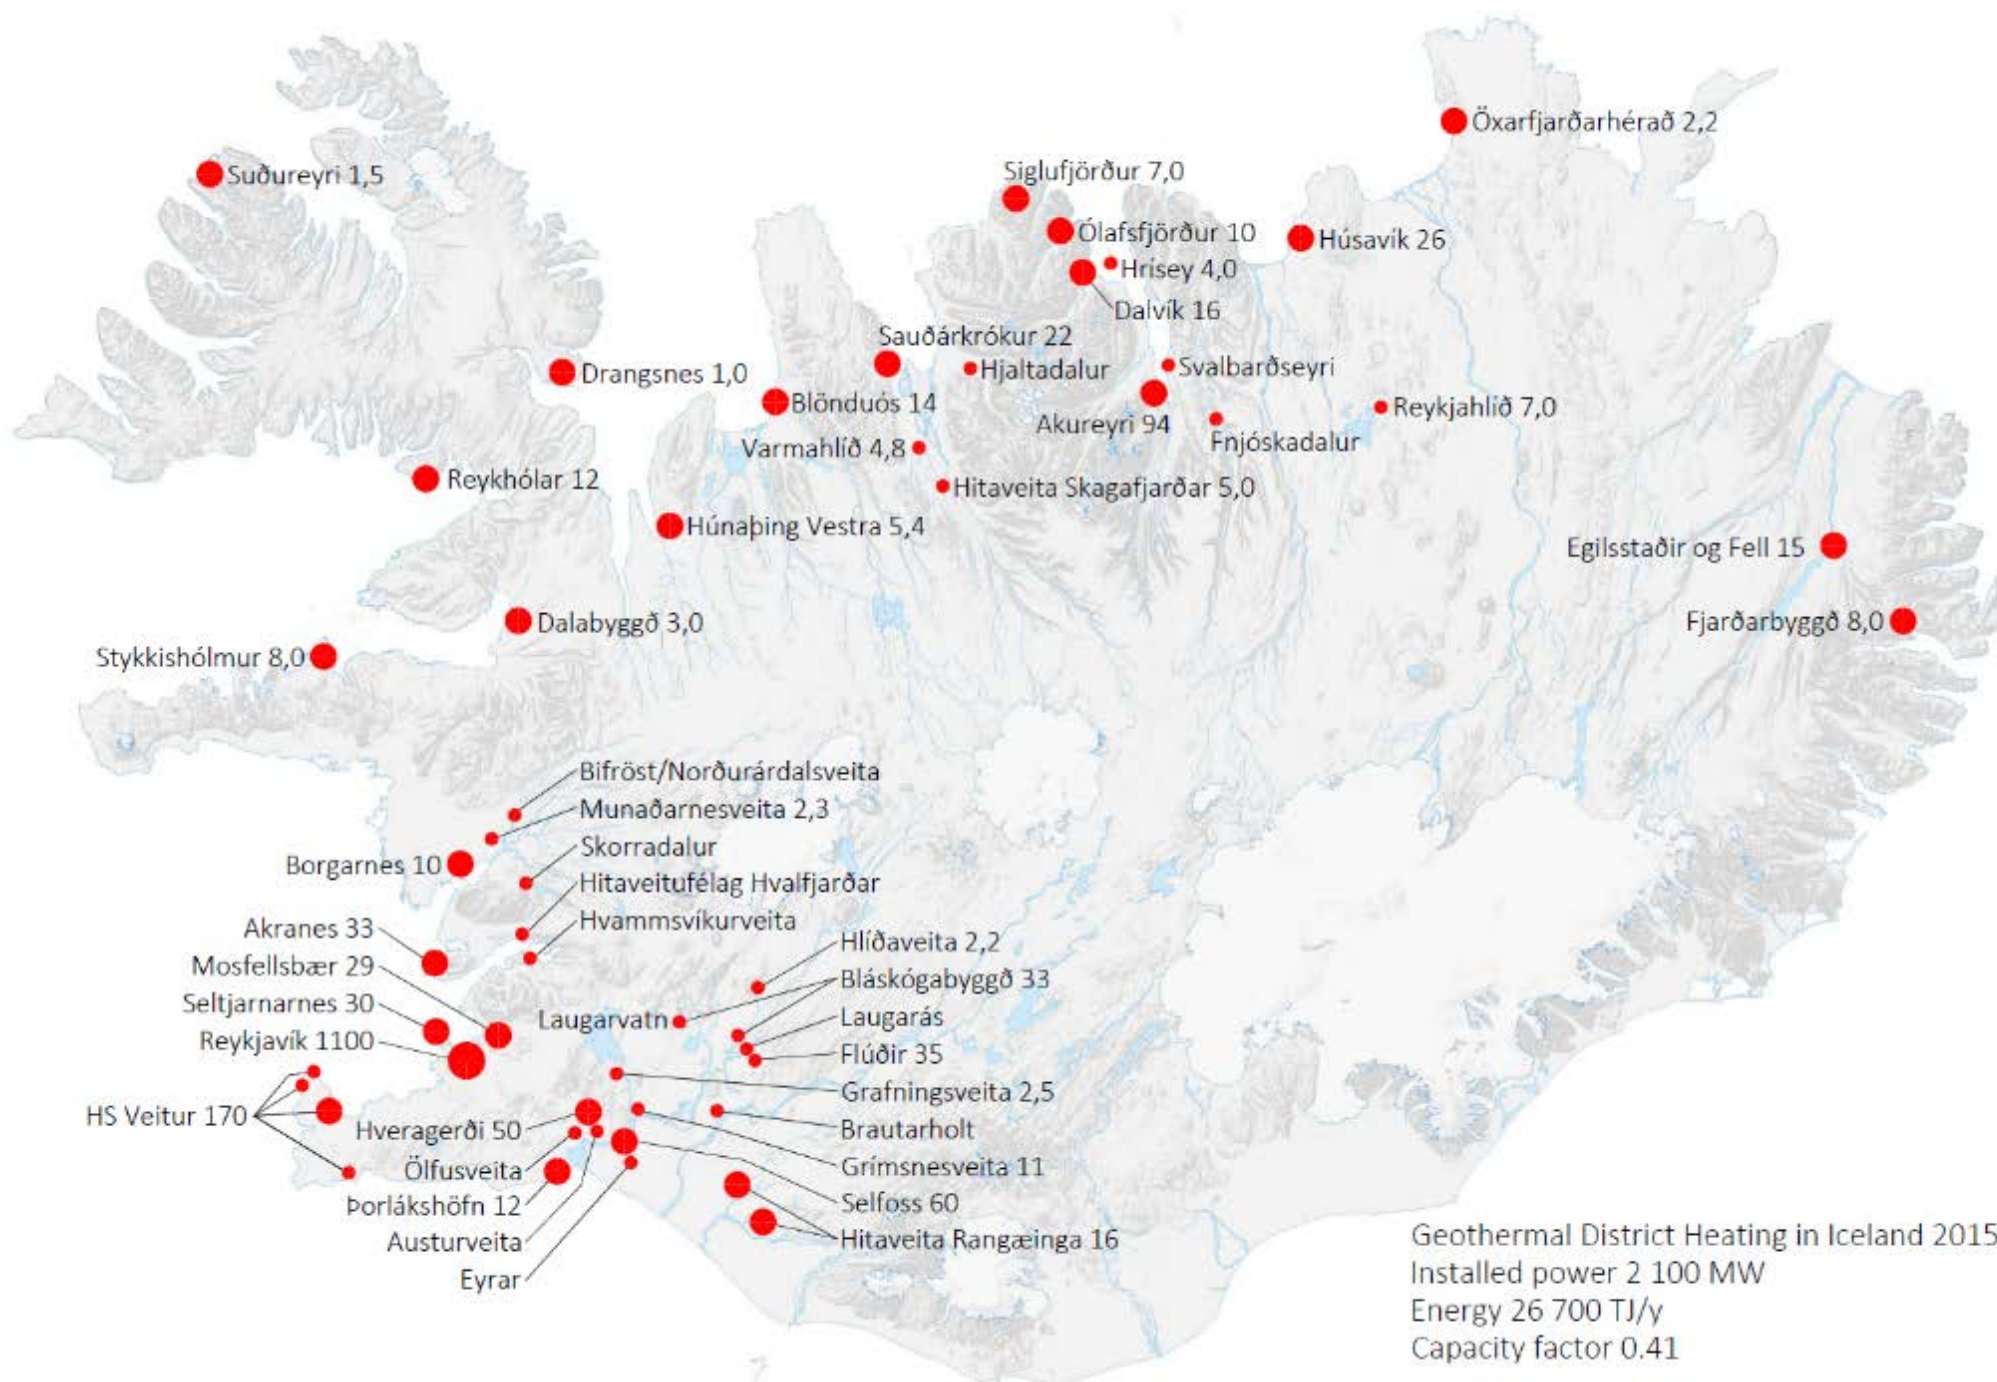 Öxarfjarðarhérað 2,2
Suðureyri 1,5
Siglufjörður 7,0
Ólafsfjörður 10
Húsavík 26
Hrísey 4,0
Dalvík 16
Sauðárkrókur 22
Hjaltadalur
Svalbarðseyri
Drangsnes 1,0
Blönduós 14
Akureyri 94
Reykjahlíð 7,0
Fnjóskadalur
Varmahlíð 4,8
Reykhólar 12
Hitaveita Skagafjarðar 5,0
Húnaþing Vestra 5,4
Egilsstaðir og Fell 15
Dalabyggð 3,0
Fjarðarbyggð 8,0
Stykkishólmur 8,0
Bifröst/Norðurárdalsveita
Munaðarnesveita 2,3
Skorradalur
Borgarnes 10
Hitaveitufélag Hvalfjarðar
Hvammsvíkurveita
Akranes 33
Mosfellsbær 29
Seltjarnarnes 30
Reykjavík 1100
HS Veitur 170
Hlíðaveita 2,2
Bláskógabyggð 33
Laugarvatn
Laugarás
Flúðir 35
Grafningsveita 2,5
Brautarholt
Grímsnesveita 11
Selfoss 60
Hitaveita Rangæinga 16
Hveragerði 50
Ölfusveita
Þorlákshöfn 12
Austurveita
Eyrar
Geothermal District Heating in Iceland 2015
Installed power 2 100 MW
Energy 26 700 TJ/y
Capacity factor 0.41